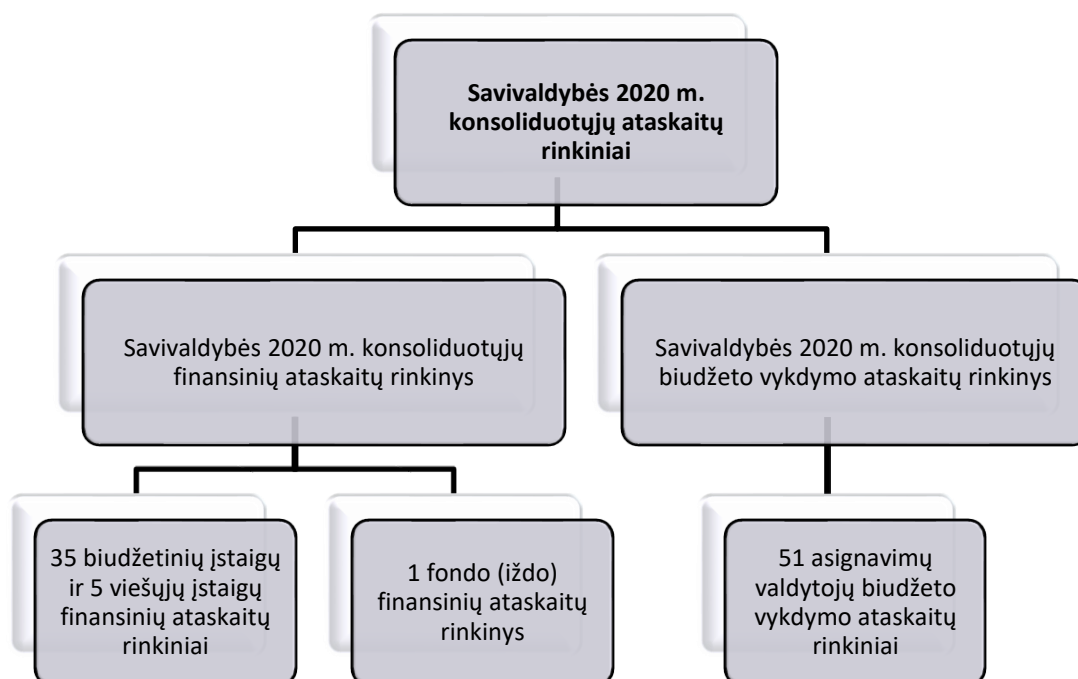 Savivaldybės 2020 m.
konsoliduotųjų ataskaitų
rinkiniai
Savivaldybės 2020 m. konsoliduotųjų
finansinių ataskaitų rinkinys
Savivaldybės 2020 m. konsoliduotųjų
biudžeto vykdymo ataskaitų rinkinys
35 biudžetinių įstaigų
ir 5 viešųjų įstaigų
finansinių ataskaitų
rinkiniai
1 fondo (iždo)
finansinių ataskaitų
rinkinys
51 asignavimų
valdytojų biudžeto
vykdymo ataskaitų
rinkiniai